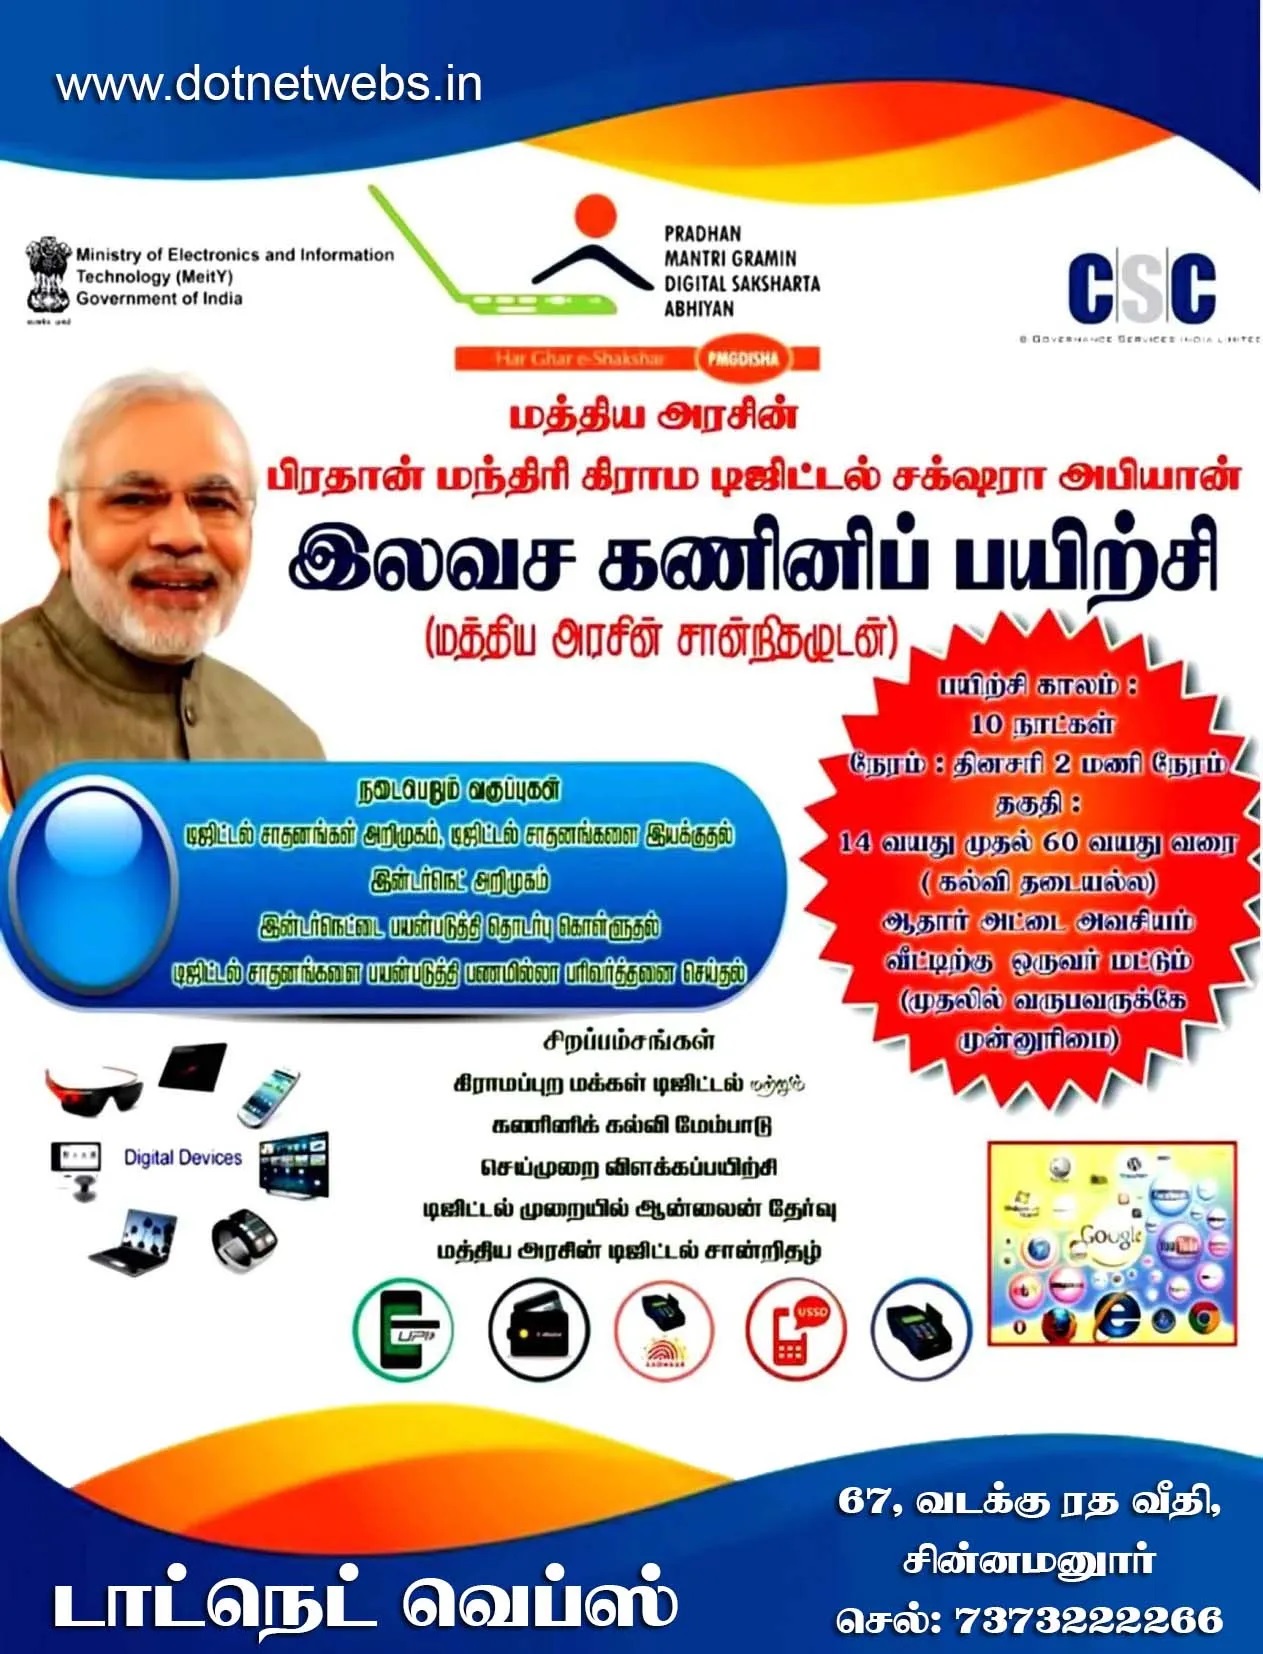 www.dotnetwebs.in
Ministry of Electronics and Information
Technology (MeitY)
Government of India
PRADHAN
MANTRI GRAMIN
DIGITAL SAKSHARTA
ABHIYAN
Har Ghar e-Shakshar PMGDISHA
CSC
e Governance Services India Limited
மத்திய அரசின்
பிரதான் மந்திரி கிராம டிஜிட்டல் சக்ஷரா அபியான்
இலவச கணினிப் பயிற்சி
(மத்திய அரசின் சான்றிதழுடன்)
பயிற்சி காலம் :
10 நாட்கள்
நேரம் : தினசரி 2 மணி நேரம்
தகுதி :
14 வயது முதல் 60 வயது வரை
( கல்வி தடையல்ல)
ஆதார் அட்டை அவசியம்
வீட்டிற்கு ஒருவர் மட்டும்
(முதலில் வருபவருக்கே
முன்னுரிமை)
நடைபெறும் வகுப்புகள்
டிஜிட்டல் சாதனங்கள் அறிமுகம், டிஜிட்டல் சாதனங்களை இயக்குதல்
இன்டர்நெட் அறிமுகம்
இன்டர்நெட்டை பயன்படுத்தி தொடர்பு கொள்ளுதல்
டிஜிட்டல் சாதனங்களை பயன்படுத்தி பணமில்லா பரிவர்த்தனை செய்தல்
சிறப்பம்சங்கள்
கிராமப்புற மக்கள் டிஜிட்டல் மற்றும்
கணினிக் கல்வி மேம்பாடு
செய்முறை விளக்கப்பயிற்சி
டிஜிட்டல் முறையில் ஆன்லைன் தேர்வு
மத்திய அரசின் டிஜிட்டல் சான்றிதழ்
Digital Devices
Google
UPI
AADHAAR
USSD
டாட்நெட் வெப்ஸ்
67, வடக்கு ரத வீதி,
சின்னமனூர்
செல்: 7373222266